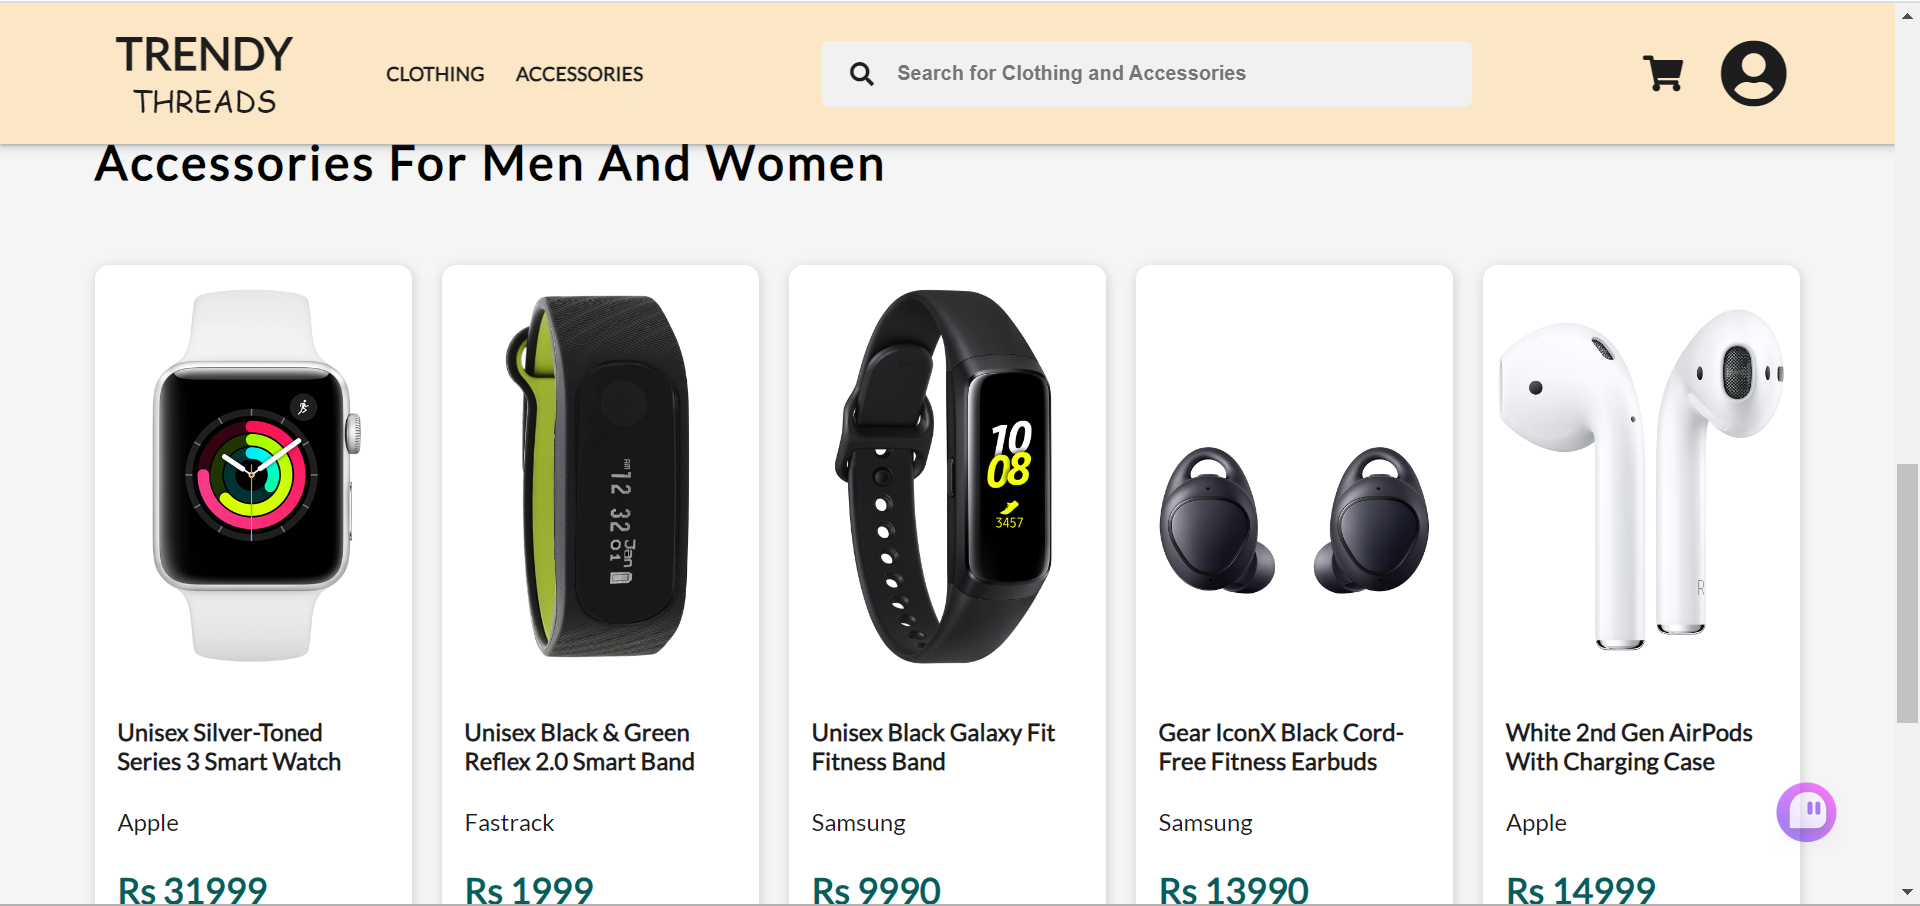 TRENDY
THREADS
CLOTHING
ACCESSORIES
Search for Clothing and Accessories
Accessories For Men And Women
AM
12 32
Jan
01
10
08
3457
R
Unisex Silver-Toned
Series 3 Smart Watch
Apple
Rs 31999
Unisex Black & Green
Reflex 2.0 Smart Band
Fastrack
Rs 1999
Unisex Black Galaxy Fit
Fitness Band
Samsung
Rs 9990
Gear IconX Black Cord-
Free Fitness Earbuds
Samsung
Rs 13990
White 2nd Gen AirPods
With Charging Case
Apple
Rs 14999